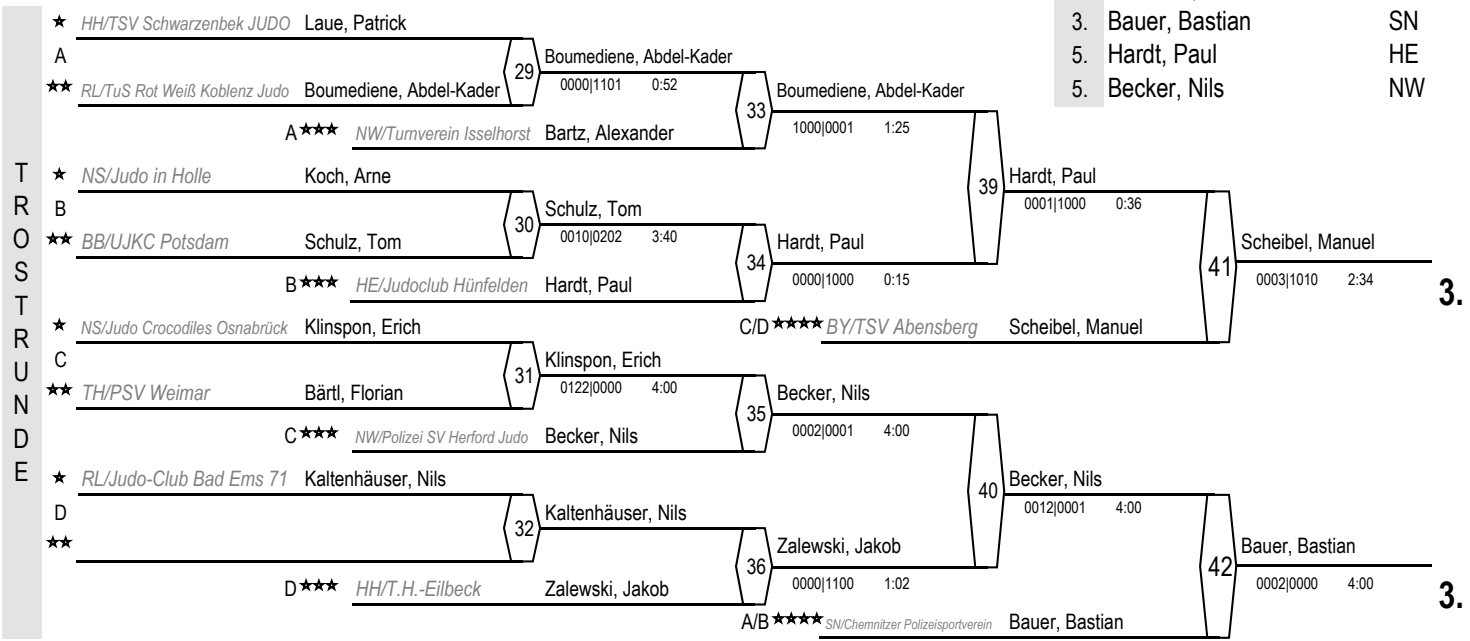 ★ HH/TSV Schwarzenbek JUDO Laue, Patrick
3. Bauer, Bastian SN
A
29
Boumediene, Abdel-Kader
5. Hardt, Paul HE
★★ RL/TuS Rot Weiß Koblenz Judo Boumediene, Abdel-Kader
0000|1101 0:52
33
Boumediene, Abdel-Kader
5. Becker, Nils NW
A★★★ NW/Turnverein Isselhorst Bartz, Alexander
1000|0001 1:25
TROSTRUNDE
★ NS/Judo in Holle Koch, Arne
39
Hardt, Paul
B
30
Schulz, Tom
0001|1000 0:36
★★ BB/UJKC Potsdam Schulz, Tom
0010|0202 3:40
34
Hardt, Paul
41
Scheibel, Manuel
B★★★ HE/Judoclub Hünfelden Hardt, Paul
0000|1000 0:15
0003|1010 2:34
3.
★ NS/Judo Crocodiles Osnabrück Klinspon, Erich
C/D★★★★ BY/TSV Abensberg Scheibel, Manuel
C
31
Klinspon, Erich
★★ TH/PSV Weimar Bärtl, Florian
0122|0000 4:00
35
Becker, Nils
C★★★ NW/Polizei SV Herford Judo Becker, Nils
0002|0001 4:00
★ RL/Judo-Club Bad Ems 71 Kaltenhäuser, Nils
40
Becker, Nils
D
32
Kaltenhäuser, Nils
0012|0001 4:00
★★
36
Zalewski, Jakob
42
Bauer, Bastian
D★★★ HH/T.H.-Eilbeck Zalewski, Jakob
0000|1100 1:02
0002|0000 4:00
3.
A/B★★★★ SN/Chemnitzer Polizeisportverein Bauer, Bastian